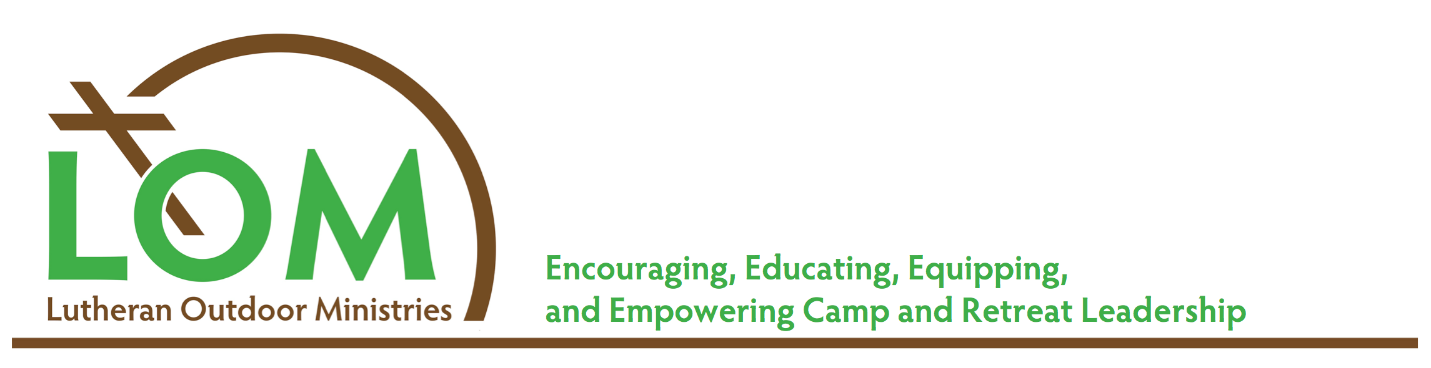 LOM
Lutheran Outdoor Ministries
Encouraging, Educating, Equipping,
and Empowering Camp and Retreat Leadership